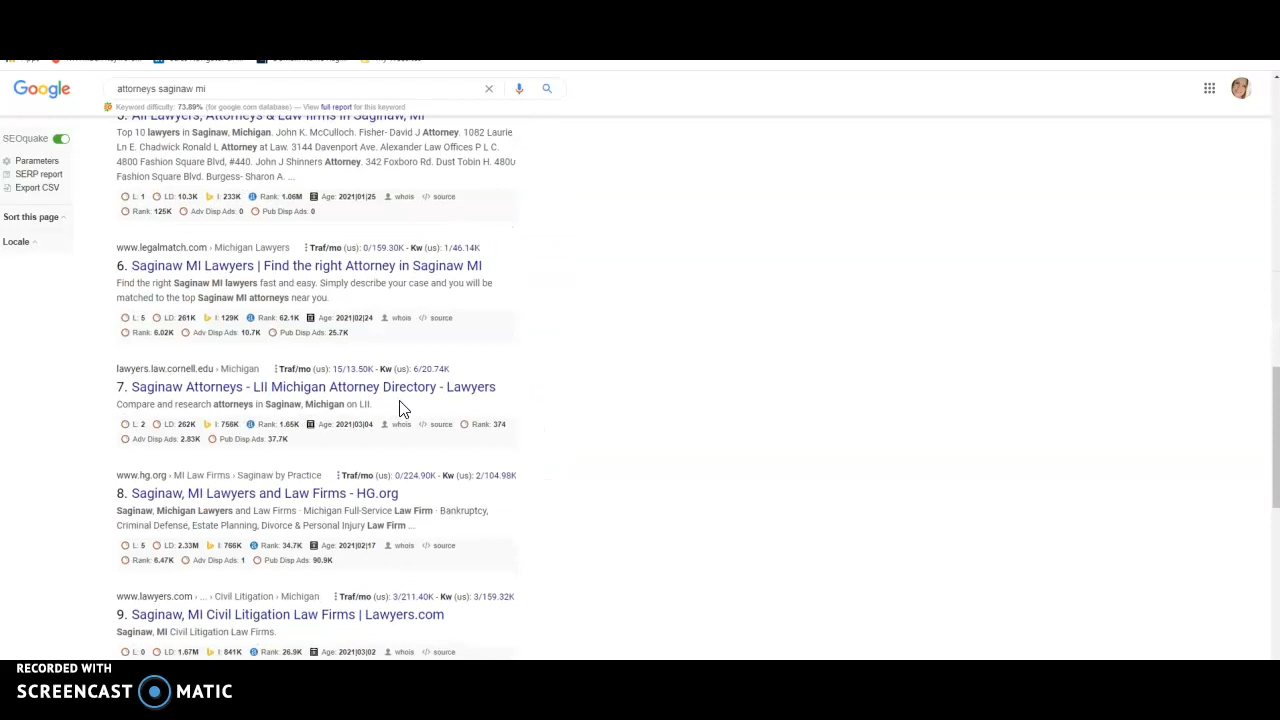 Google
attorneys saginaw mi
Keyword difficulty: 73.89% (for google com database) — View full report for this keyword
SEOquake
Parameters
SERP report
Export CSV
Sort this page
Locale
5. All Lawyers, Attorneys & Law firms in Saginaw, MI
Top 10 lawyers in Saginaw, Michigan. John K. McCulloch. Fisher- David J Attorney. 1082 Laurie
Ln E. Chadwick Ronald L Attorney at Law. 3144 Davenport Ave. Alexander Law Offices P L C.
4800 Fashion Square Blvd, #440. John J Shinners Attorney. 342 Foxboro Rd. Dust Tobin H. 4800
Fashion Square Blvd. Burgess- Sharon A. ...
L: 1 LD: 10.3K I: 233K Rank: 1.06M Age: 2021|01|25 whois </> source
Rank: 125K Adv Disp Ads: 0 Pub Disp Ads: 0
www.legalmatch.com › Michigan Lawyers Traf/mo (us): 0/159.30K - Kw (us): 1/46.14K
6. Saginaw MI Lawyers | Find the right Attorney in Saginaw MI
Find the right Saginaw MI lawyers fast and easy. Simply describe your case and you will be
matched to the top Saginaw MI attorneys near you.
L: 5 LD: 261K I: 129K Rank: 62.1K Age: 2021|02|24 whois </> source
Rank: 6.02K Adv Disp Ads: 10.7K Pub Disp Ads: 25.7K
lawyers.law.cornell.edu › Michigan Traf/mo (us): 15/13.50K - Kw (us): 6/20.74K
7. Saginaw Attorneys - LII Michigan Attorney Directory - Lawyers
Compare and research attorneys in Saginaw, Michigan on LII.
L: 2 LD: 262K I: 756K Rank: 1.65K Age: 2021|03|04 whois </> source Rank: 374
Adv Disp Ads: 2.83K Pub Disp Ads: 37.7K
www.hg.org › MI Law Firms › Saginaw by Practice Traf/mo (us): 0/224.90K - Kw (us): 2/104.98K
8. Saginaw, MI Lawyers and Law Firms - HG.org
Saginaw, Michigan Lawyers and Law Firms · Michigan Full-Service Law Firm · Bankruptcy,
Criminal Defense, Estate Planning, Divorce & Personal Injury Law Firm ...
L: 5 LD: 2.33M I: 766K Rank: 34.7K Age: 2021|02|17 whois </> source
Rank: 6.47K Adv Disp Ads: 1 Pub Disp Ads: 90.9K
www.lawyers.com › ... › Civil Litigation › Michigan Traf/mo (us): 3/211.40K - Kw (us): 3/159.32K
9. Saginaw, MI Civil Litigation Law Firms | Lawyers.com
Saginaw, MI Civil Litigation Law Firms.
L: 0 LD: 1.67M I: 841K Rank: 26.9K Age: 2021|03|02 whois </> source
RECORDED WITH
SCREENCAST MATIC